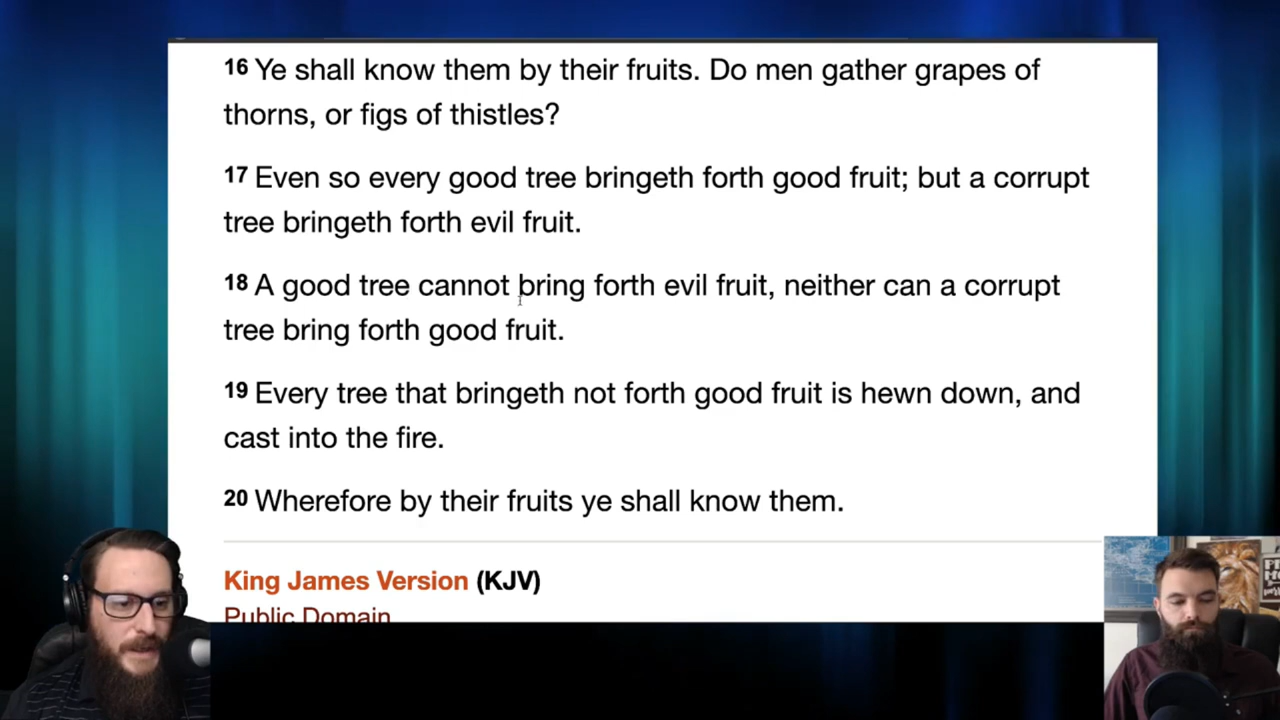 16 Ye shall know them by their fruits. Do men gather grapes of
thorns, or figs of thistles?
17 Even so every good tree bringeth forth good fruit; but a corrupt
tree bringeth forth evil fruit.
18 A good tree cannot bring forth evil fruit, neither can a corrupt
tree bring forth good fruit.
19 Every tree that bringeth not forth good fruit is hewn down, and
cast into the fire.
20 Wherefore by their fruits ye shall know them.
King James Version (KJV)
Public Domain